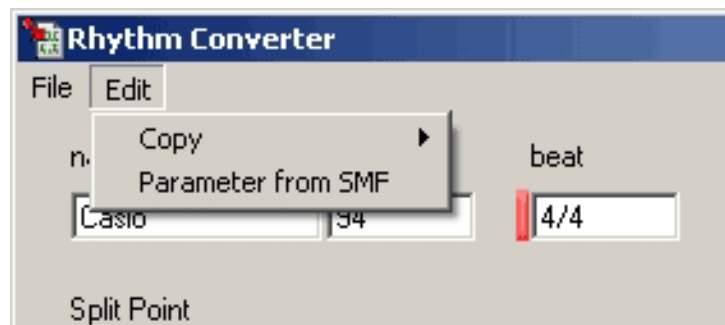 Rhythm Converter
File Edit
Copy
beat
Parameter from SMF
Casio 94 4/4
Split Point